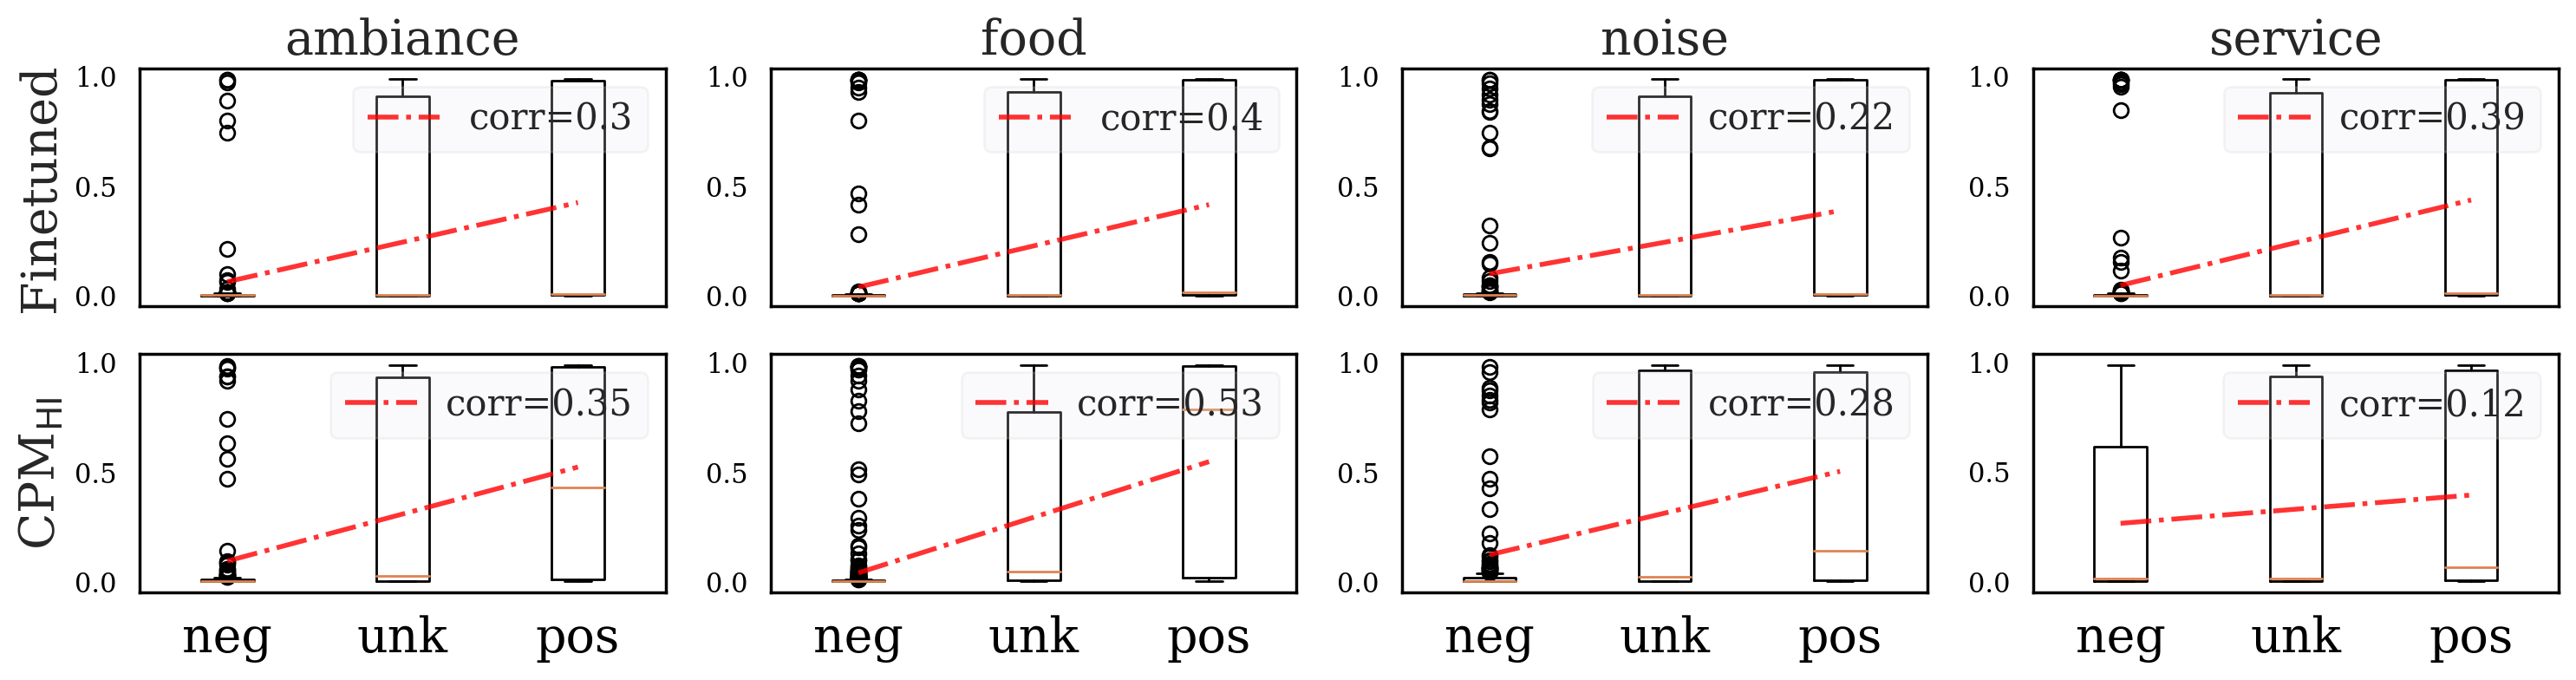 ambiance food noise service
Finetuned
1.0 1.0 1.0 1.0
corr=0.3 corr=0.4 corr=0.22 corr=0.39
0.5 0.5 0.5 0.5
0.0 0.0 0.0 0.0
CPM_HI
1.0 1.0 1.0 1.0
corr=0.35 corr=0.53 corr=0.28 corr=0.12
0.5 0.5 0.5 0.5
0.0 0.0 0.0 0.0
neg unk pos neg unk pos neg unk pos neg unk pos